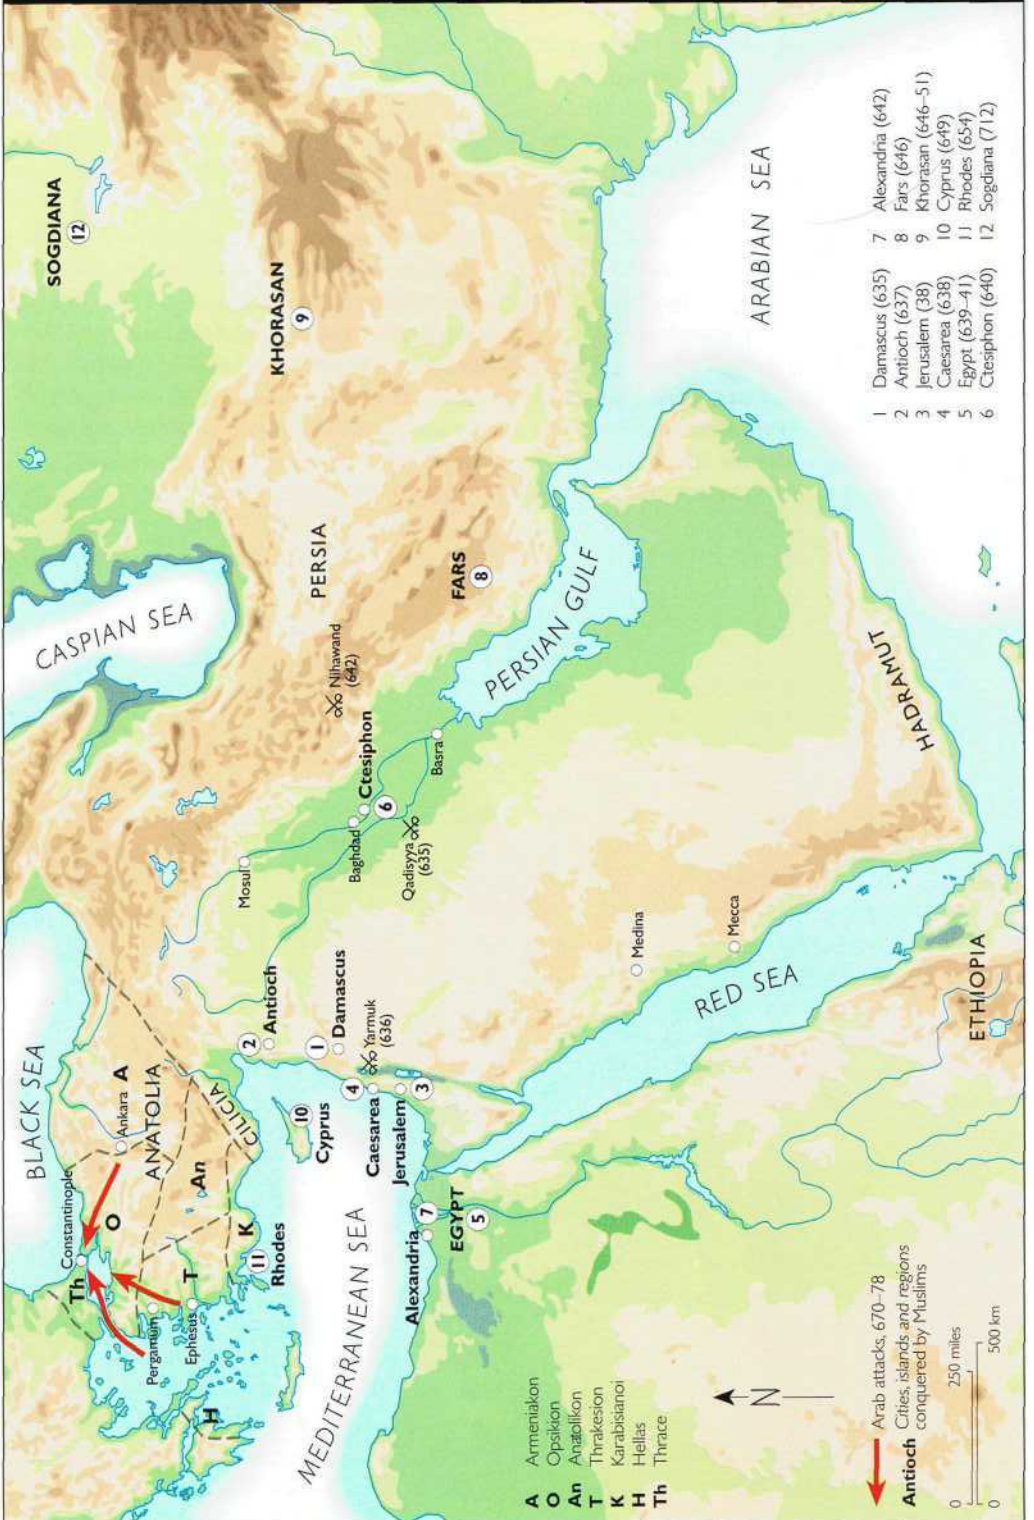 BLACK SEA
CASPIAN SEA
SOGDIANA
12
Constantinople
Th
O
Ankara
A
ANATOLIA
Pergamum
Ephesus
T
An
K
CILICIA
H
11
Rhodes
Mosul
KHORASAN
9
PERSIA
Nihawand
(642)
2
Antioch
10
Cyprus
1
Damascus
Baghdad
Ctesiphon
6
Qadisyya
(635)
Basra
FARS
8
MEDITERRANEAN SEA
4
Yarmuk
(636)
Caesarea
Jerusalem
3
Alexandria
7
EGYPT
5
PERSIAN GULF
Medina
Mecca
RED SEA
HADRAMUT
ETHIOPIA
ARABIAN SEA
A Armeniakon
O Opsikion
An Anatolikon
T Thrakesion
K Karabisianoi
H Hellas
Th Thrace
N
Arab attacks, 670–78
Antioch Cities, islands and regions
conquered by Muslims
0 250 miles
0 500 km
1 Damascus (635)
2 Antioch (637)
3 Jerusalem (38)
4 Caesarea (638)
5 Egypt (639–41)
6 Ctesiphon (640)
7 Alexandria (642)
8 Fars (646)
9 Khorasan (646–51)
10 Cyprus (649)
11 Rhodes (654)
12 Sogdiana (712)